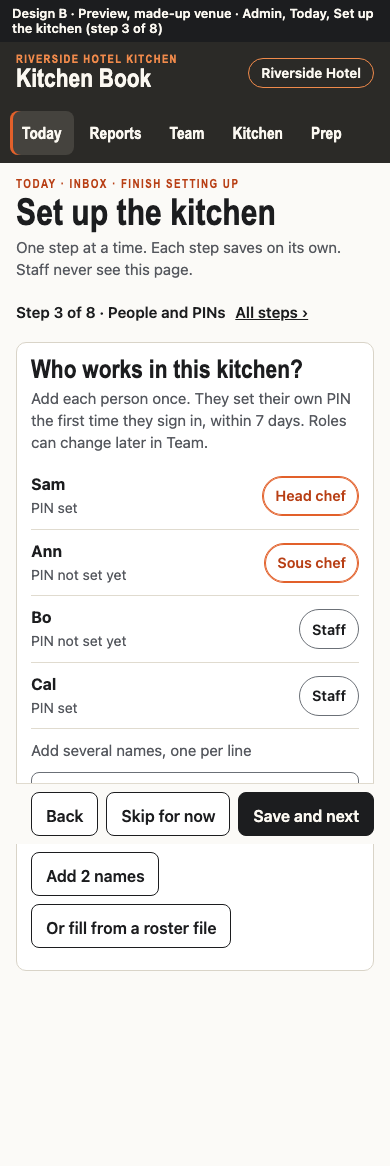 Design B · Preview, made-up venue · Admin, Today, Set up
the kitchen (step 3 of 8)
RIVERSIDE HOTEL KITCHEN
Kitchen Book
Riverside Hotel
Today
Reports
Team
Kitchen
Prep
TODAY · INBOX · FINISH SETTING UP
Set up the kitchen
One step at a time. Each step saves on its own.
Staff never see this page.
Step 3 of 8 · People and PINs
All steps ›
Who works in this kitchen?
Add each person once. They set their own PIN
the first time they sign in, within 7 days. Roles
can change later in Team.
Sam
PIN set
Head chef
Ann
PIN not set yet
Sous chef
Bo
PIN not set yet
Staff
Cal
PIN set
Staff
Add several names, one per line
Back
Skip for now
Save and next
Add 2 names
Or fill from a roster file